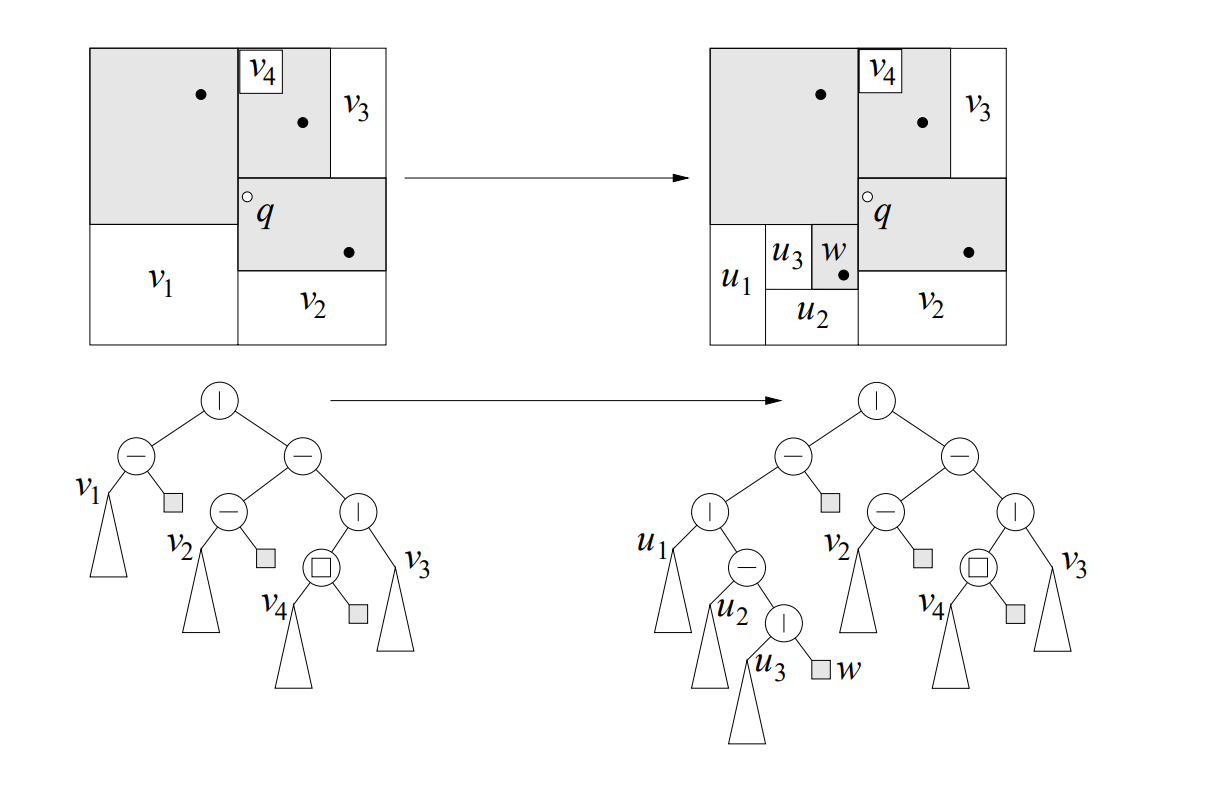 v4 v3 v4 v3
q q
v1 v2 u1 u3 w u2 v2
v1 u1
v2 v3 v2 v3
v4 u2 v4
u3 w